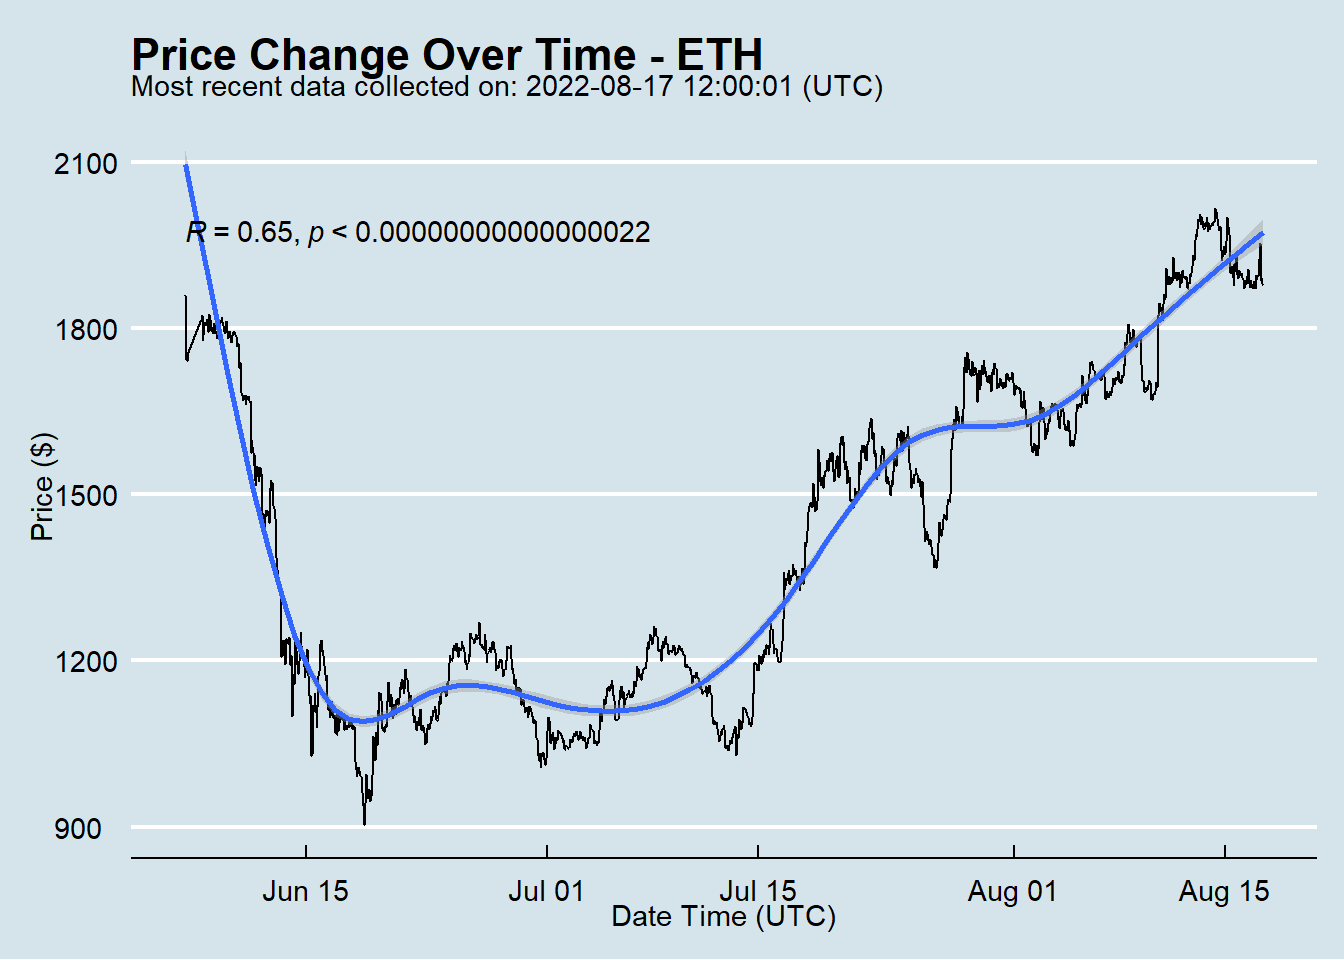 Price Change Over Time - ETH
Most recent data collected on: 2022-08-17 12:00:01 (UTC)
2100
R = 0.65, p < 0.00000000000000022
1800
Price ($)
1500
1200
900
Jun 15
Jul 01
Jul 15
Aug 01
Aug 15
Date Time (UTC)